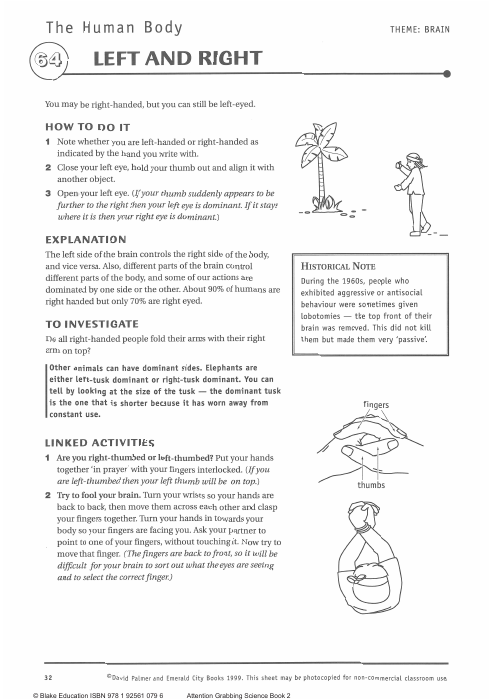 The Human Body
THEME: BRAIN
64
LEFT AND RIGHT
You may be right-handed, but you can still be left-eyed.
HOW TO DO IT
1 Note whether you are left-handed or right-handed as
indicated by the hand you write with.
2 Close your left eye, hold your thumb out and align it with
another object.
3 Open your left eye. (If your thumb suddenly appears to be
further to the right then your left eye is dominant. If it stays
where it is then your right eye is dominant.)
EXPLANATION
The left side of the brain controls the right side of the body,
and vice versa. Also, different parts of the brain control
different parts of the body, and some of our actions are
dominated by one side or the other. About 90% of humans are
right handed but only 70% are right eyed.
HISTORICAL NOTE
During the 1960s, people who
exhibited aggressive or antisocial
behaviour were sometimes given
lobotomies — the top front of their
brain was removed. This did not kill
them but made them very 'passive'.
TO INVESTIGATE
Do all right-handed people fold their arms with their right
arm on top?
Other animals can have dominant sides. Elephants are
either left-tusk dominant or right-tusk dominant. You can
tell by looking at the size of the tusk — the dominant tusk
is the one that is shorter because it has worn away from
constant use.
LINKED ACTIVITIES
1 Are you right-thumbed or left-thumbed? Put your hands
together 'in prayer' with your fingers interlocked. (If you
are left-thumbed then your left thumb will be on top.)
2 Try to fool your brain. Turn your wrists so your hands are
back to back, then move them across each other and clasp
your fingers together. Turn your hands in towards your
body so your fingers are facing you. Ask your partner to
point to one of your fingers, without touching it. Now try to
move that finger. (The fingers are back to front, so it will be
difficult for your brain to sort out what the eyes are seeing
and to select the correct finger.)
fingers
thumbs
32
©David Palmer and Emerald City Books 1999. This sheet may be photocopied for non-commercial classroom use
© Blake Education ISBN 978 1 92561 079 6 Attention Grabbing Science Book 2